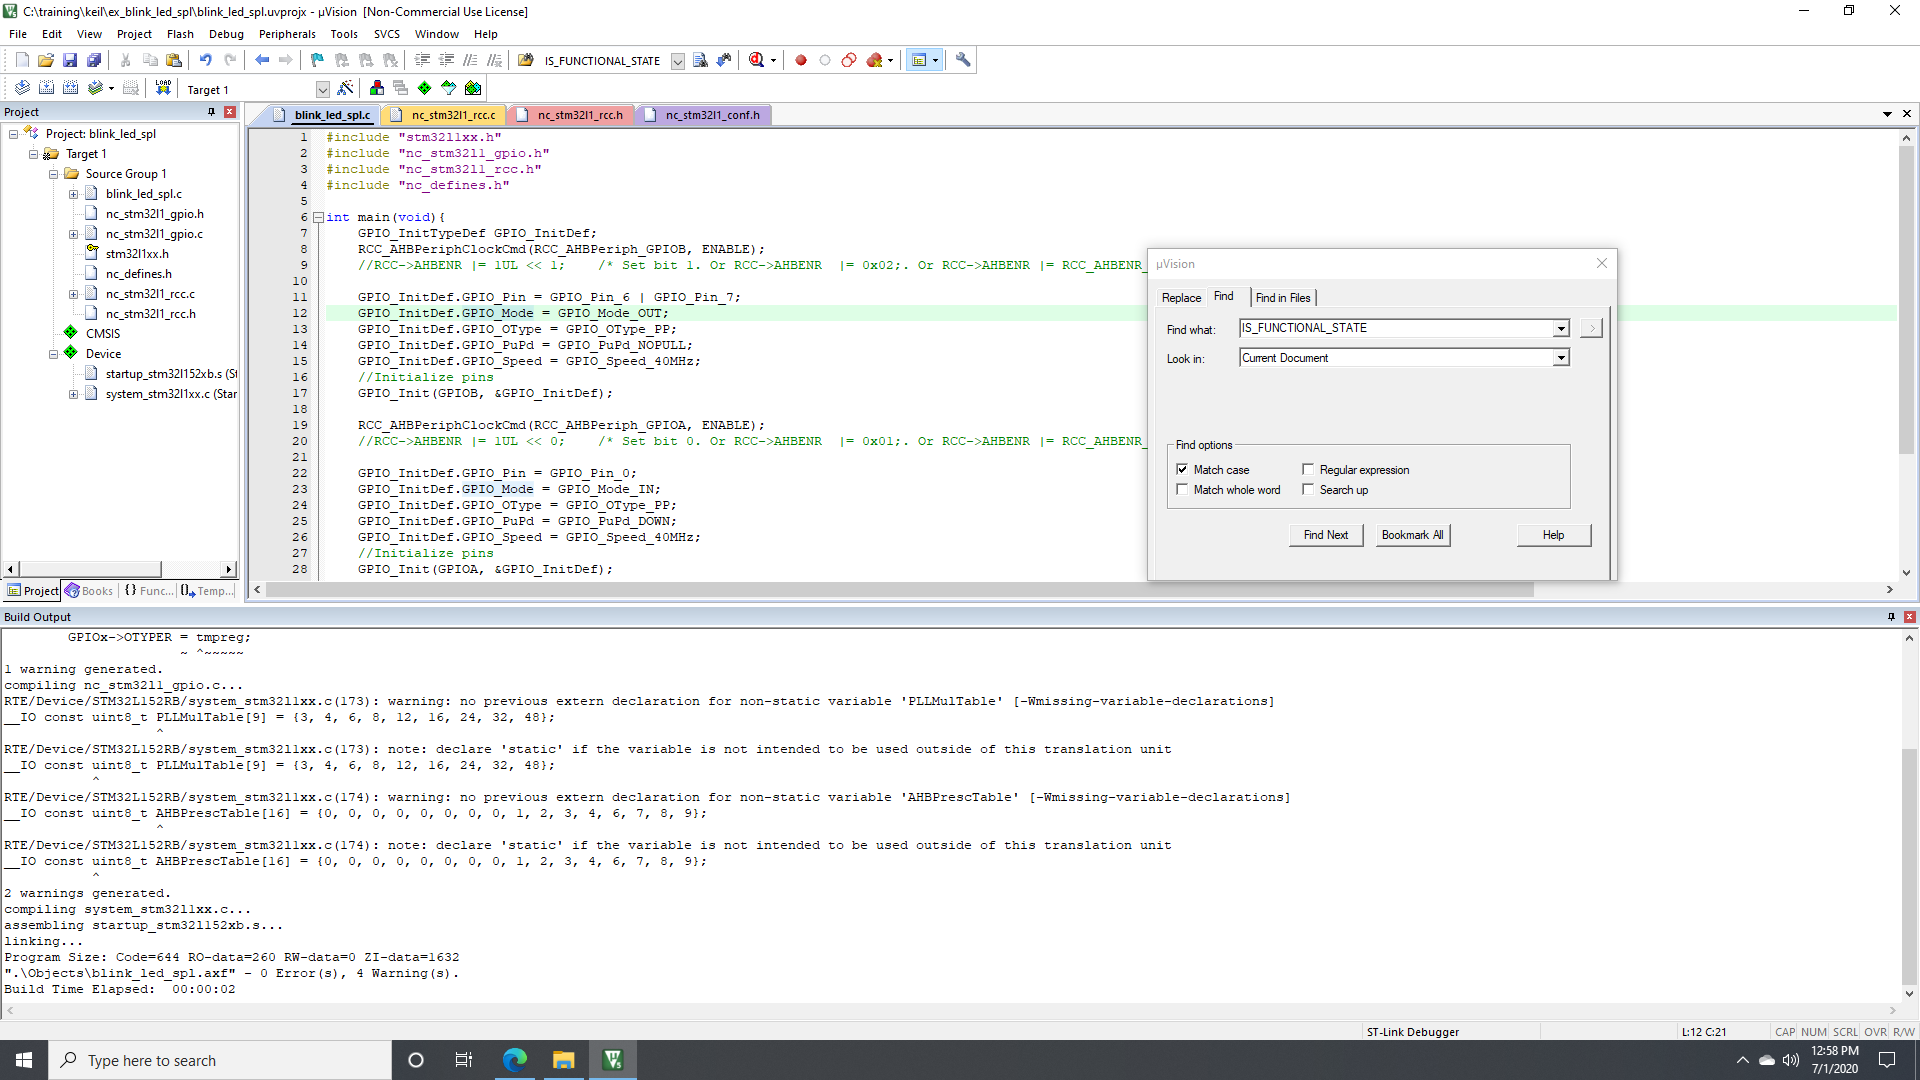 C:\training\keil\ex_blink_led_spl\blink_led_spl.uvprojx - µVision  [Non-Commercial Use License]
File Edit View Project Flash Debug Peripherals Tools SVCS Window Help
IS_FUNCTIONAL_STATE
LOAD
Target 1
Project
Project: blink_led_spl
Target 1
Source Group 1
blink_led_spl.c
nc_stm32l1_gpio.h
nc_stm32l1_gpio.c
stm32l1xx.h
nc_defines.h
nc_stm32l1_rcc.c
nc_stm32l1_rcc.h
CMSIS
Device
startup_stm32l152xb.s (St
system_stm32l1xx.c (Star
Project Books {} Func... Temp...
blink_led_spl.c nc_stm32l1_rcc.c nc_stm32l1_rcc.h nc_stm32l1_conf.h
1 #include "stm32l1xx.h"
2 #include "nc_stm32l1_gpio.h"
3 #include "nc_stm32l1_rcc.h"
4 #include "nc_defines.h"
5
6 int main(void){
7 GPIO_InitTypeDef GPIO_InitDef;
8 RCC_AHBPeriphClockCmd(RCC_AHBPeriph_GPIOB, ENABLE);
9 //RCC->AHBENR |= 1UL << 1;    /* Set bit 1. Or RCC->AHBENR  |= 0x02;. Or RCC->AHBENR |= RCC_AHBENR_
10
11 GPIO_InitDef.GPIO_Pin = GPIO_Pin_6 | GPIO_Pin_7;
12 GPIO_InitDef.GPIO_Mode = GPIO_Mode_OUT;
13 GPIO_InitDef.GPIO_OType = GPIO_OType_PP;
14 GPIO_InitDef.GPIO_PuPd = GPIO_PuPd_NOPULL;
15 GPIO_InitDef.GPIO_Speed = GPIO_Speed_40MHz;
16 //Initialize pins
17 GPIO_Init(GPIOB, &GPIO_InitDef);
18
19 RCC_AHBPeriphClockCmd(RCC_AHBPeriph_GPIOA, ENABLE);
20 //RCC->AHBENR |= 1UL << 0;    /* Set bit 0. Or RCC->AHBENR  |= 0x01;. Or RCC->AHBENR |= RCC_AHBENR_
21
22 GPIO_InitDef.GPIO_Pin = GPIO_Pin_0;
23 GPIO_InitDef.GPIO_Mode = GPIO_Mode_IN;
24 GPIO_InitDef.GPIO_OType = GPIO_OType_PP;
25 GPIO_InitDef.GPIO_PuPd = GPIO_PuPd_DOWN;
26 GPIO_InitDef.GPIO_Speed = GPIO_Speed_40MHz;
27 //Initialize pins
28 GPIO_Init(GPIOA, &GPIO_InitDef);
µVision
Replace Find Find in Files
Find what: IS_FUNCTIONAL_STATE
Look in: Current Document
Find options
Match case Regular expression
Match whole word Search up
Find Next Bookmark All Help
Build Output
GPIOx->OTYPER = tmpreg;
~ ^~~~~~
1 warning generated.
compiling nc_stm32l1_gpio.c...
RTE/Device/STM32L152RB/system_stm32l1xx.c(173): warning: no previous extern declaration for non-static variable 'PLLMulTable' [-Wmissing-variable-declarations]
__IO const uint8_t PLLMulTable[9] = {3, 4, 6, 8, 12, 16, 24, 32, 48};
^
RTE/Device/STM32L152RB/system_stm32l1xx.c(173): note: declare 'static' if the variable is not intended to be used outside of this translation unit
__IO const uint8_t PLLMulTable[9] = {3, 4, 6, 8, 12, 16, 24, 32, 48};
^
RTE/Device/STM32L152RB/system_stm32l1xx.c(174): warning: no previous extern declaration for non-static variable 'AHBPrescTable' [-Wmissing-variable-declarations]
__IO const uint8_t AHBPrescTable[16] = {0, 0, 0, 0, 0, 0, 0, 0, 1, 2, 3, 4, 6, 7, 8, 9};
^
RTE/Device/STM32L152RB/system_stm32l1xx.c(174): note: declare 'static' if the variable is not intended to be used outside of this translation unit
__IO const uint8_t AHBPrescTable[16] = {0, 0, 0, 0, 0, 0, 0, 0, 1, 2, 3, 4, 6, 7, 8, 9};
^
2 warnings generated.
compiling system_stm32l1xx.c...
assembling startup_stm32l152xb.s...
linking...
Program Size: Code=644 RO-data=260 RW-data=0 ZI-data=1632
".\Objects\blink_led_spl.axf" - 0 Error(s), 4 Warning(s).
Build Time Elapsed:  00:00:02
ST-Link Debugger L:12 C:21 CAP NUM SCRL OVR R/W
Type here to search
12:58 PM
7/1/2020